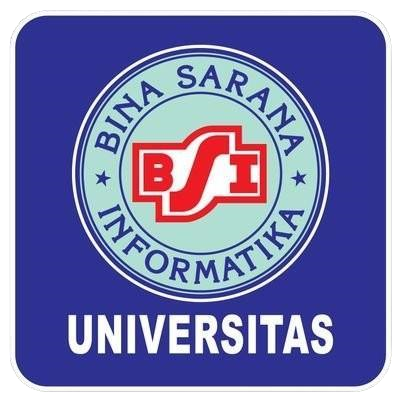 BINA SARANA
BSI
INFORMATIKA
UNIVERSITAS